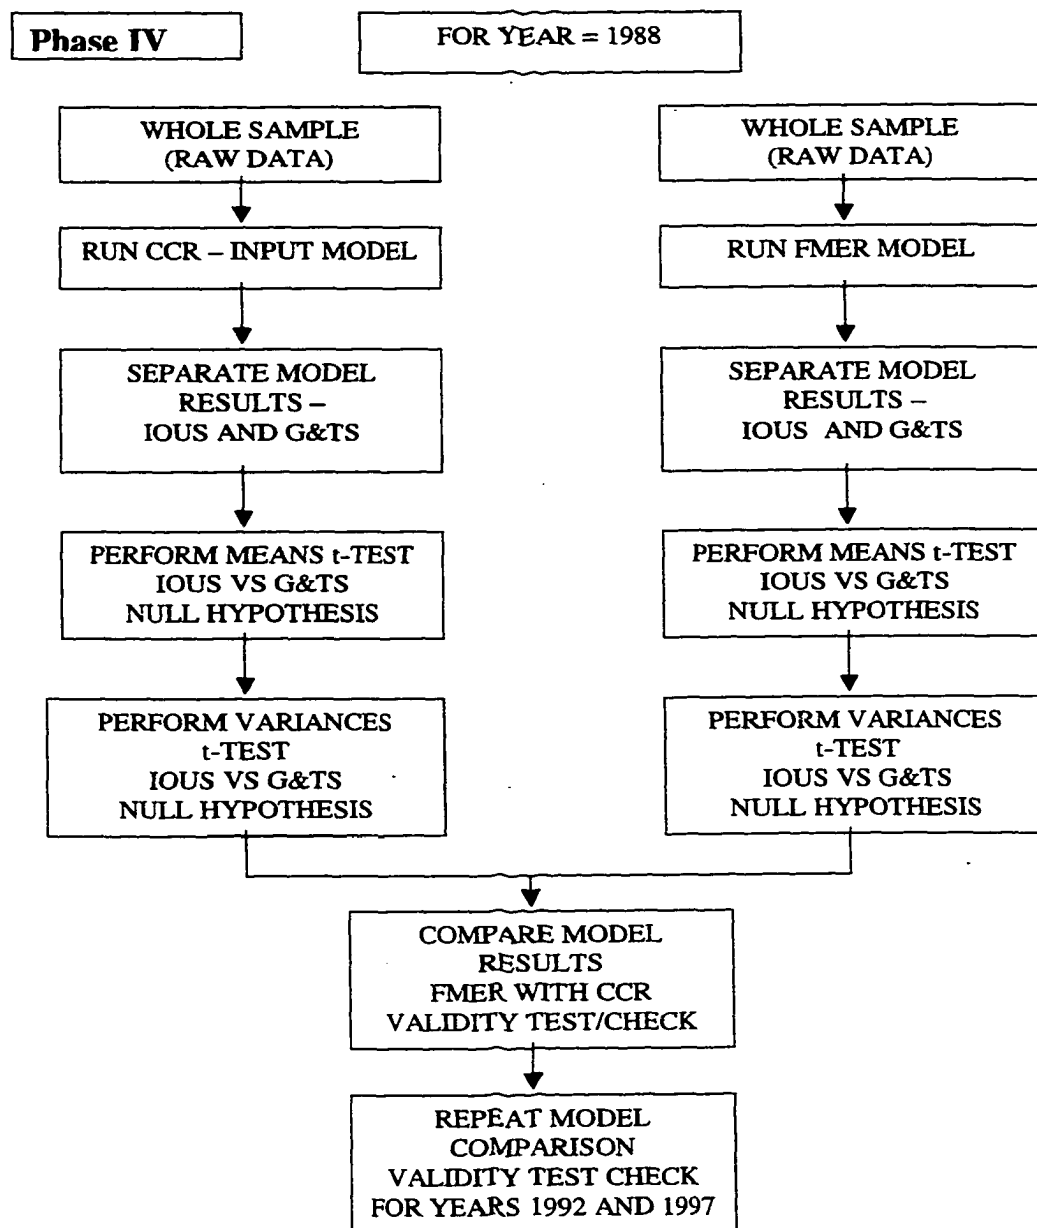 Phase IV
FOR YEAR = 1988
WHOLE SAMPLE
(RAW DATA)
RUN CCR – INPUT MODEL
SEPARATE MODEL
RESULTS –
IOUS AND G&TS
PERFORM MEANS t-TEST
IOUS VS G&TS
NULL HYPOTHESIS
PERFORM VARIANCES
t-TEST
IOUS VS G&TS
NULL HYPOTHESIS
WHOLE SAMPLE
(RAW DATA)
RUN FMER MODEL
SEPARATE MODEL
RESULTS –
IOUS AND G&TS
PERFORM MEANS t-TEST
IOUS VS G&TS
NULL HYPOTHESIS
PERFORM VARIANCES
t-TEST
IOUS VS G&TS
NULL HYPOTHESIS
COMPARE MODEL
RESULTS
FMER WITH CCR
VALIDITY TEST/CHECK
REPEAT MODEL
COMPARISON
VALIDITY TEST CHECK
FOR YEARS 1992 AND 1997